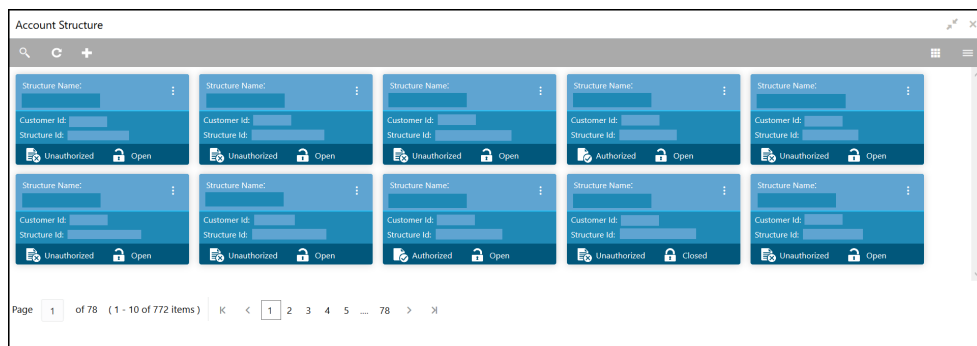 Account Structure
Structure Name: Structure Name: Structure Name: Structure Name: Structure Name:
Customer Id: Customer Id: Customer Id: Customer Id: Customer Id:
Structure Id: Structure Id: Structure Id: Structure Id: Structure Id:
Unauthorized Open Unauthorized Open Unauthorized Open Authorized Open Unauthorized Open
Structure Name: Structure Name: Structure Name: Structure Name: Structure Name:
Customer Id: Customer Id: Customer Id: Customer Id: Customer Id:
Structure Id: Structure Id: Structure Id: Structure Id: Structure Id:
Unauthorized Open Unauthorized Open Authorized Open Unauthorized Closed Unauthorized Open
Page 1 of 78 ( 1 - 10 of 772 items ) 1 2 3 4 5 .... 78